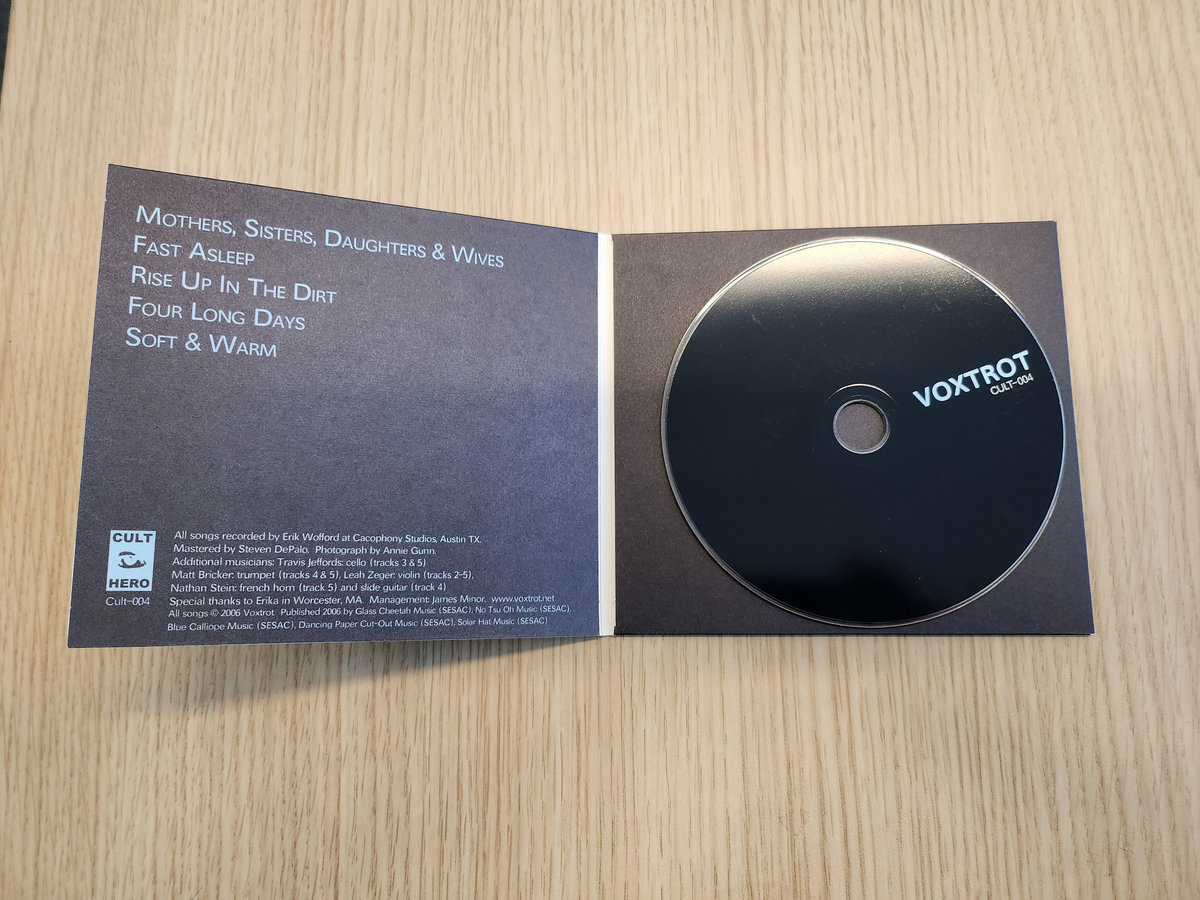 MOTHERS, SISTERS, DAUGHTERS & WIVES
FAST ASLEEP
RISE UP IN THE DIRT
FOUR LONG DAYS
SOFT & WARM
CULT
HERO
Cult-004
All songs recorded by Erik Wofford at Cacophony Studios, Austin TX.
Mastered by Steven DePalo. Photograph by Annie Gunn.
Additional musicians: Travis Jeffords: cello (tracks 3 & 5)
Matt Bricker: trumpet (tracks 4 & 5), Leah Zeger: violin (tracks 2-5),
Nathan Stein: french horn (track 5) and slide guitar (track 4)
Special thanks to Erika in Worcester, MA. Management: James Minor. www.voxtrot.net
All songs © 2006 Voxtrot. Published 2006 by Glass Cheetah Music (SESAC), No Tsu Oh Music (SESAC),
Blue Calliope Music (SESAC), Dancing Paper Cut-Out Music (SESAC), Solar Hat Music (SESAC)
VOXTROT
CULT-004